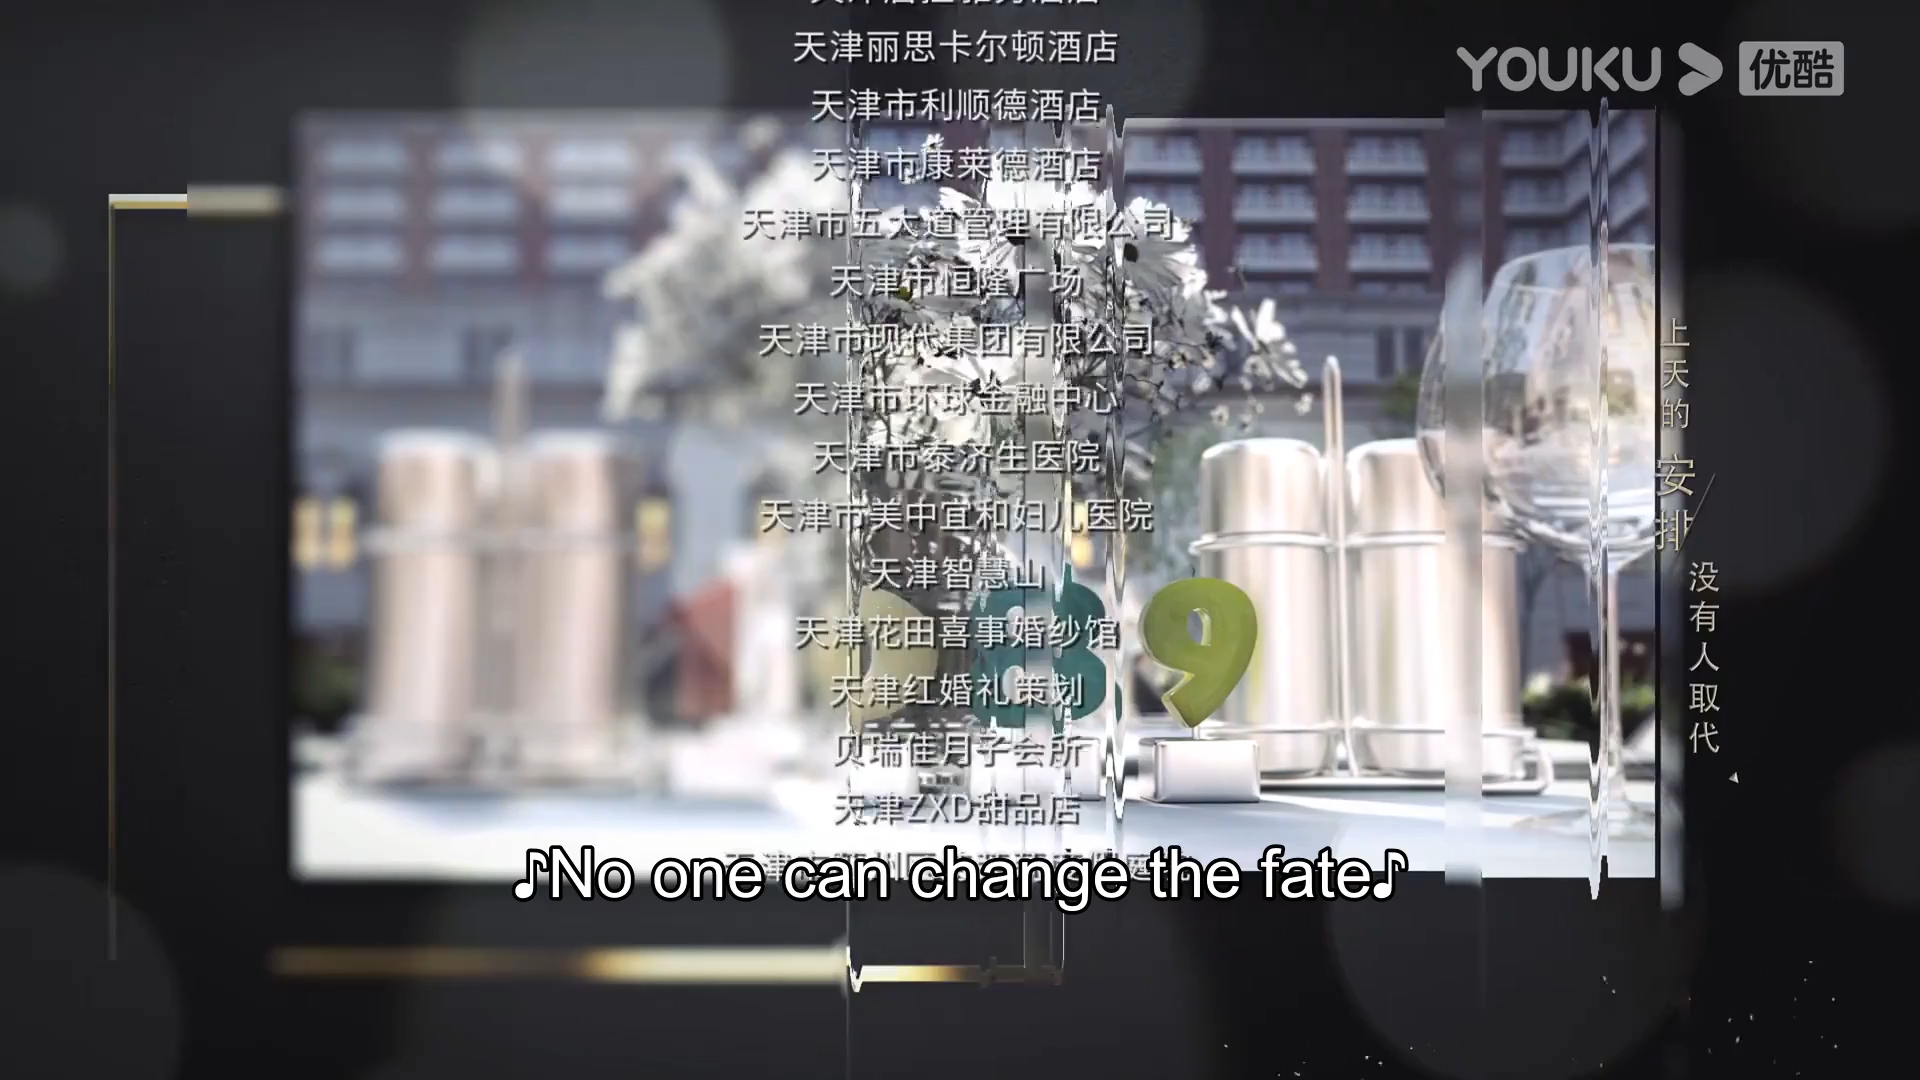 YOUKU 优酷
天津丽思卡尔顿酒店
天津市利顺德酒店
天津市康莱德酒店
天津市五大道管理有限公司
天津市恒隆广场
天津市现代集团有限公司
天津市环球金融中心
天津市泰济生医院
天津市美中宜和妇儿医院
天津智慧山
天津花田喜事婚纱馆
天津红婚礼策划
贝瑞佳月子会所
天津ZXD甜品店
♪No one can change the fate♪
上天的安排
没有人取代
8
9